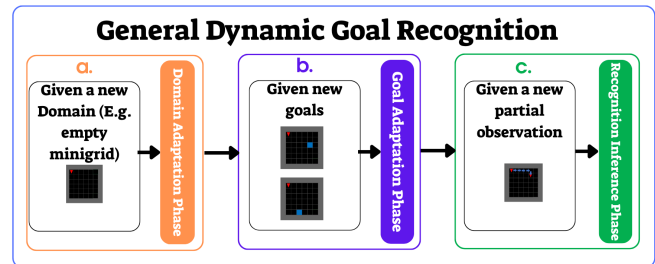 General Dynamic Goal Recognition
a.
Given a new
Domain (E.g.
empty
minigrid)
Domain Adaptation Phase
b.
Given new
goals
Goal Adaptation Phase
c.
Given a new
partial
observation
Recognition Inference Phase